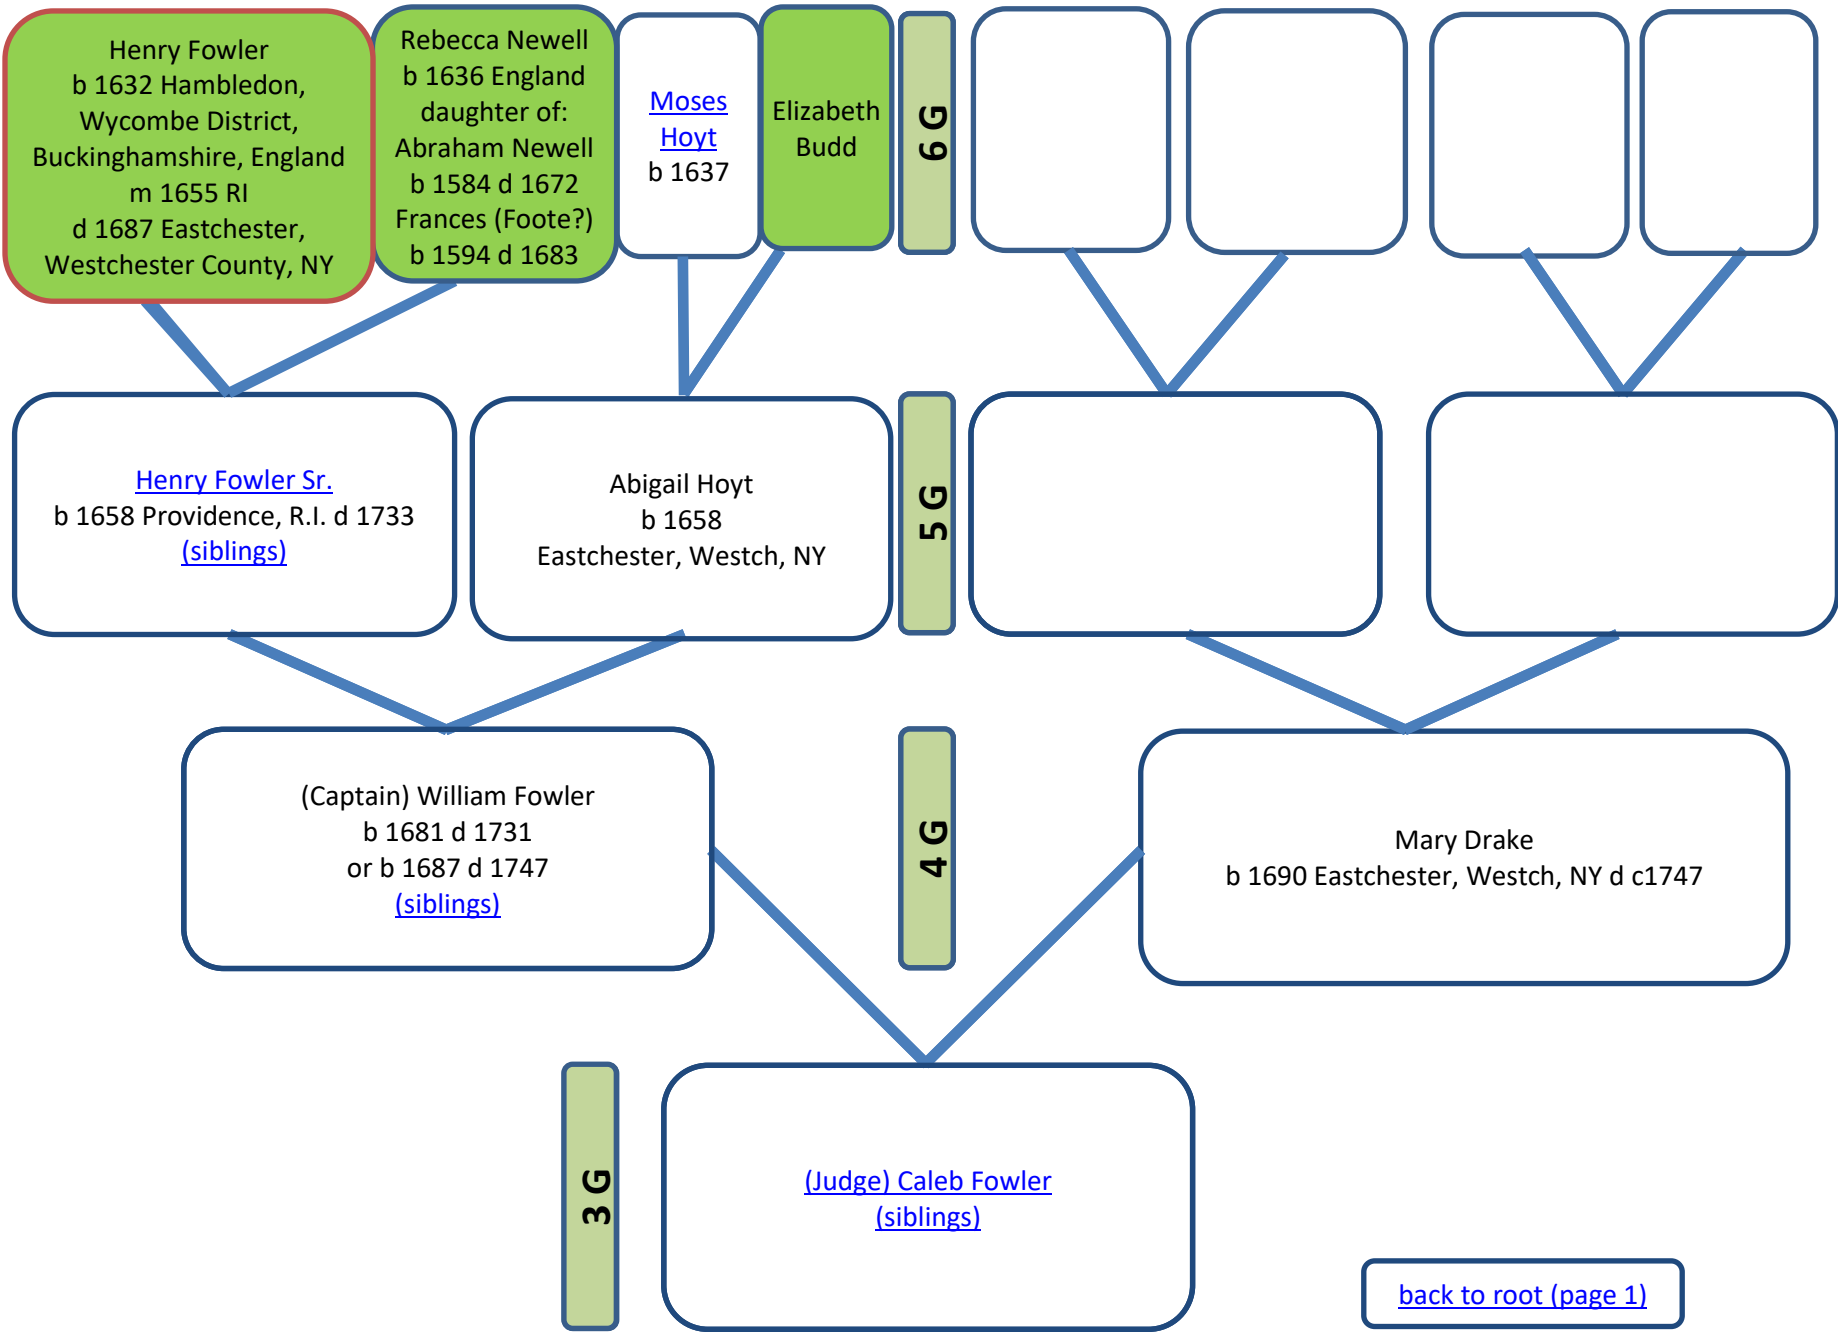 Henry Fowler
b 1632 Hambledon,
Wycombe District,
Buckinghamshire, England
m 1655 RI
d 1687 Eastchester,
Westchester County, NY
Rebecca Newell
b 1636 England
daughter of:
Abraham Newell
b 1584 d 1672
Frances (Foote?)
b 1594 d 1683
Moses
Hoyt
b 1637
Elizabeth
Budd
6 G
Henry Fowler Sr.
b 1658 Providence, R.I. d 1733
(siblings)
Abigail Hoyt
b 1658
Eastchester, Westch, NY
5 G
(Captain) William Fowler
b 1681 d 1731
or b 1687 d 1747
(siblings)
4 G
Mary Drake
b 1690 Eastchester, Westch, NY d c1747
3 G
(Judge) Caleb Fowler
(siblings)
back to root (page 1)